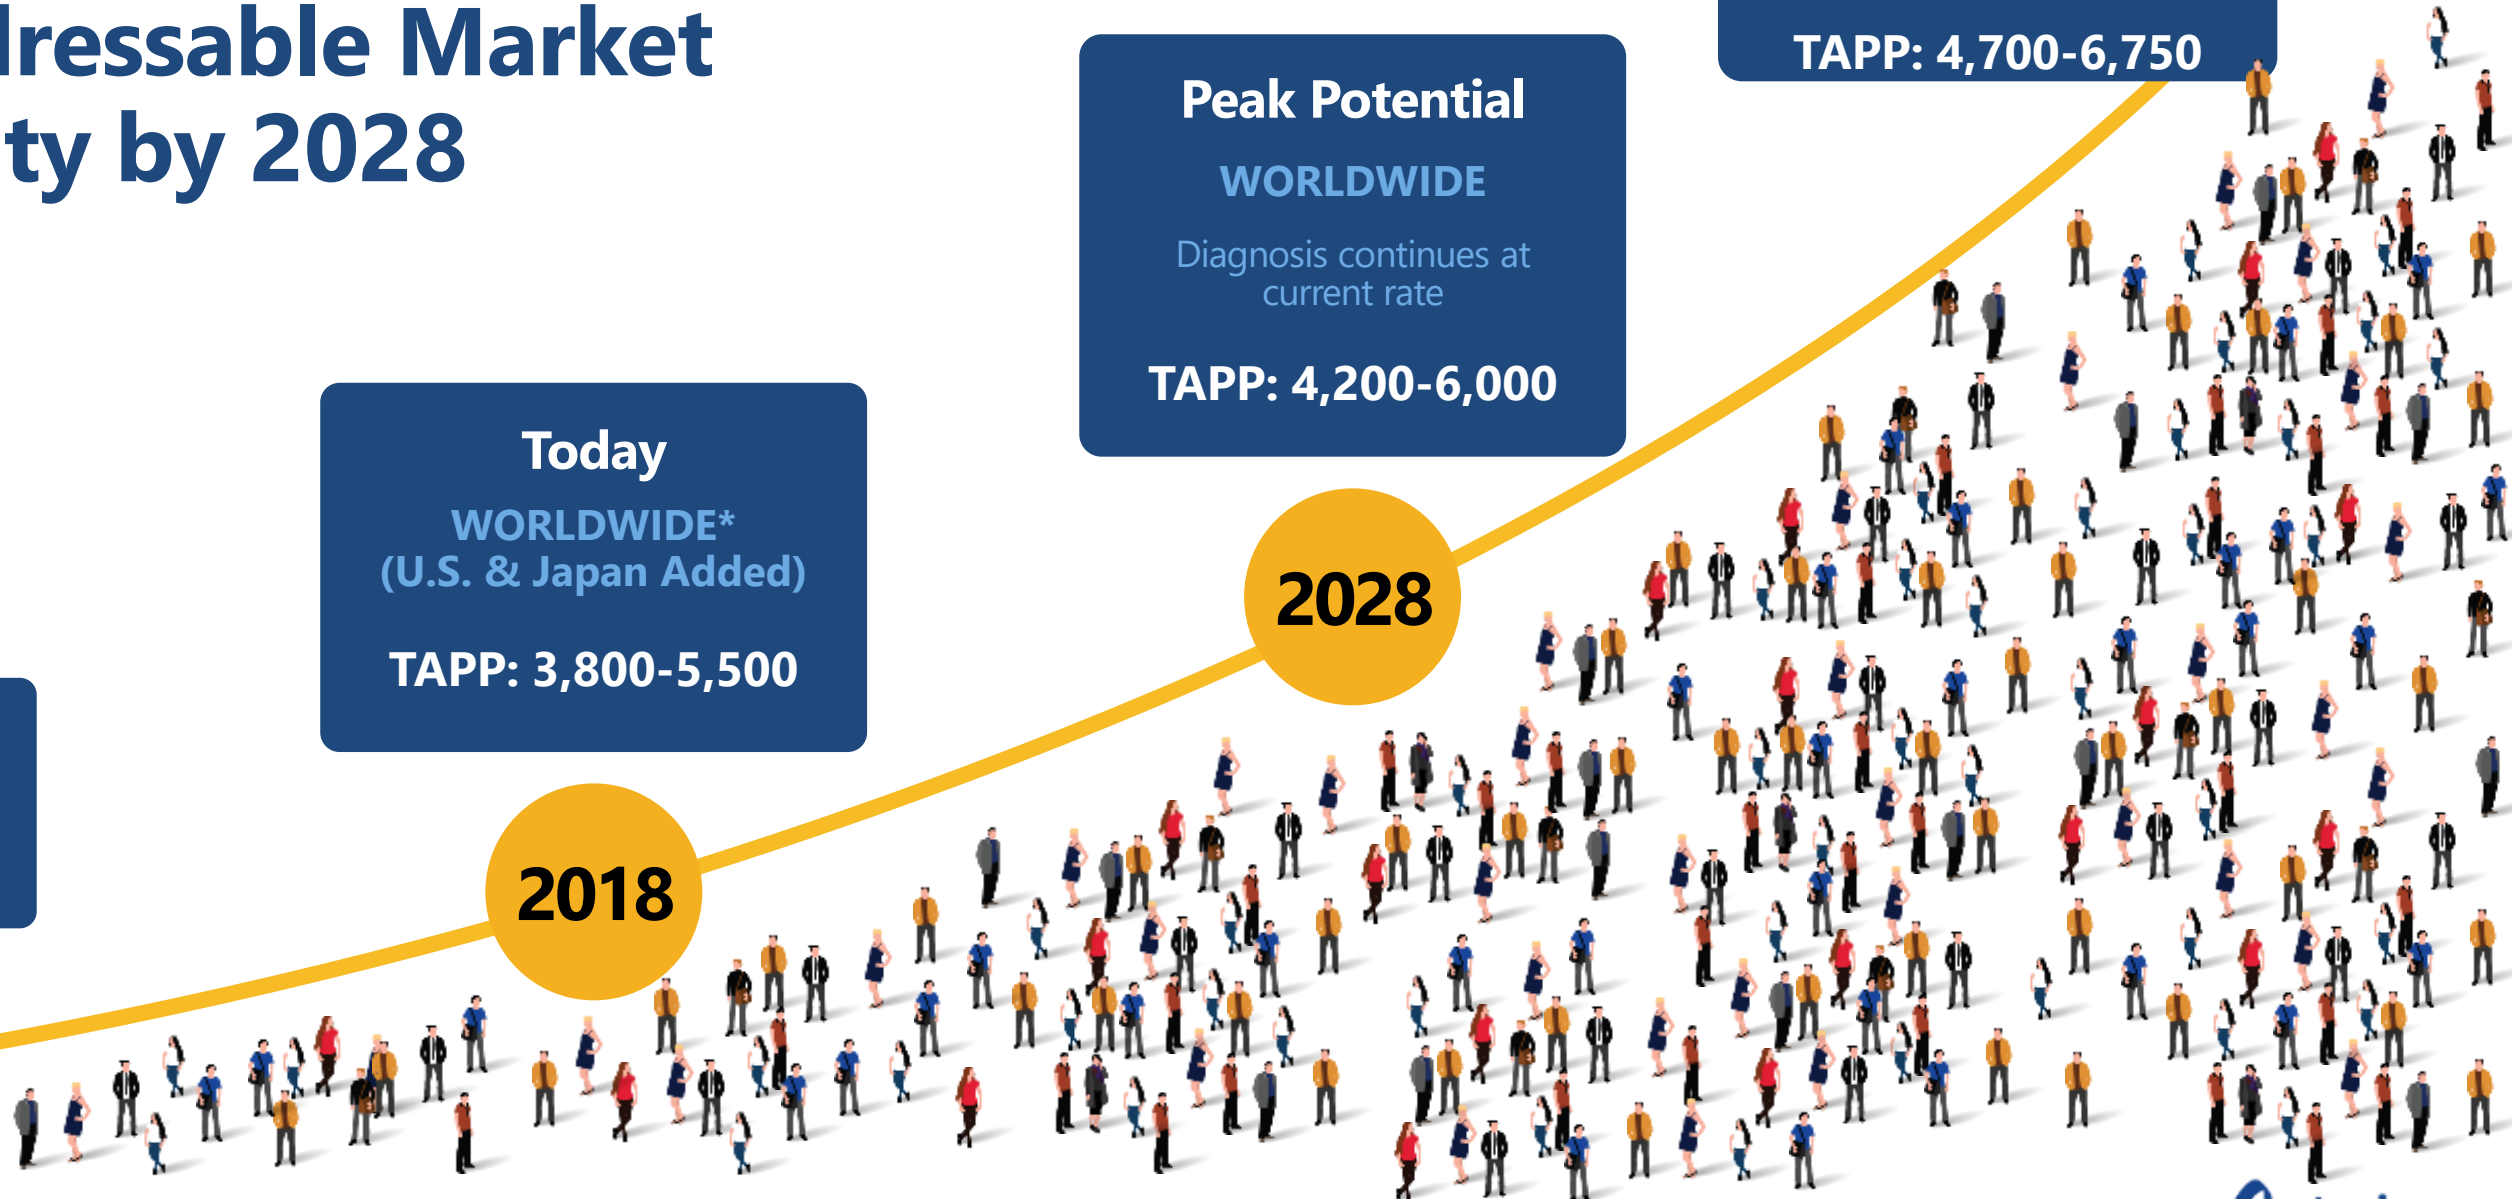 dressable Market
ty by 2028
TAPP: 4,700-6,750
Peak Potential
WORLDWIDE
Diagnosis continues at
current rate
TAPP: 4,200-6,000
Today
WORLDWIDE*
(U.S. & Japan Added)
TAPP: 3,800-5,500
2028
2018